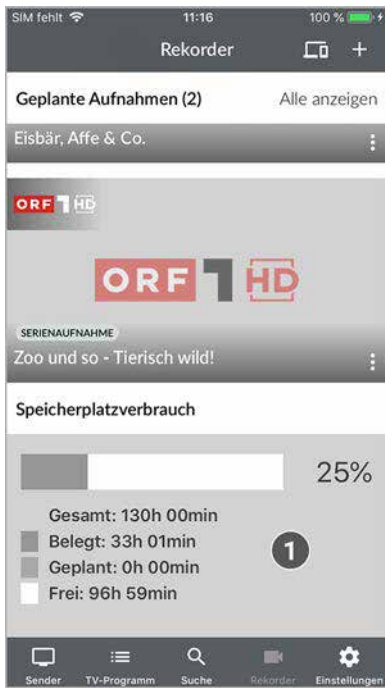 SIM fehlt 11:16 100 %
Rekorder
Geplante Aufnahmen (2) Alle anzeigen
Eisbär, Affe & Co.
ORF 1 HD
ORF 1 HD
SERIENAUFNAHME
Zoo und so - Tierisch wild!
Speicherplatzverbrauch
25%
Gesamt: 130h 00min
Belegt: 33h 01min
Geplant: 0h 00min
Frei: 96h 59min
1
Sender TV-Programm Suche Rekorder Einstellungen